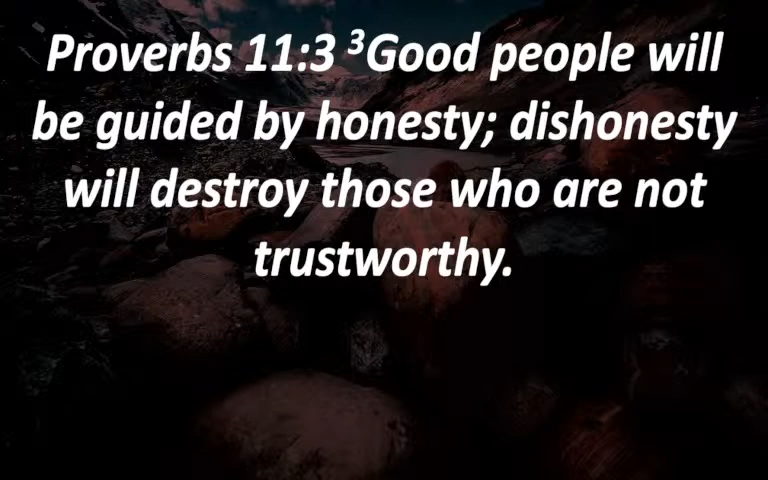 Proverbs 11:3 ³Good people will
be guided by honesty; dishonesty
will destroy those who are not
trustworthy.